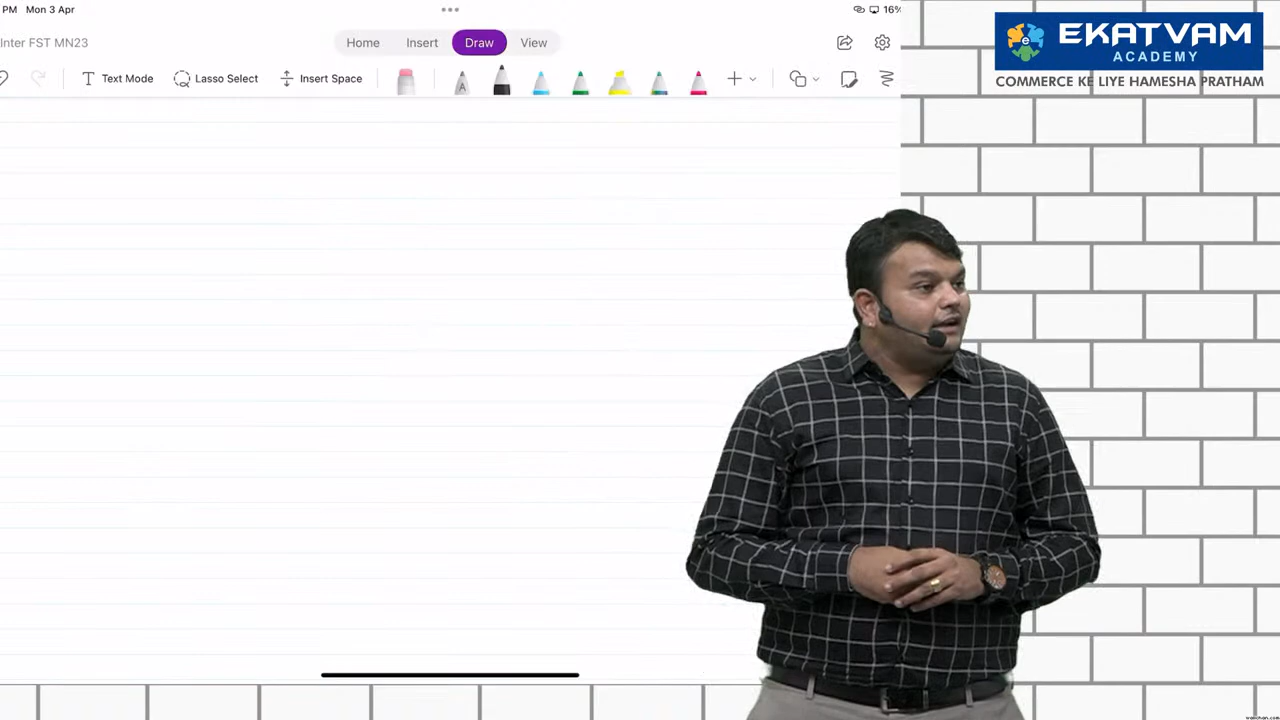 PM Mon 3 Apr
16%
Inter FST MN23
Home Insert Draw View
Text Mode Lasso Select Insert Space
A
EKATVAM
ACADEMY
COMMERCE KE LIYE HAMESHA PRATHAM